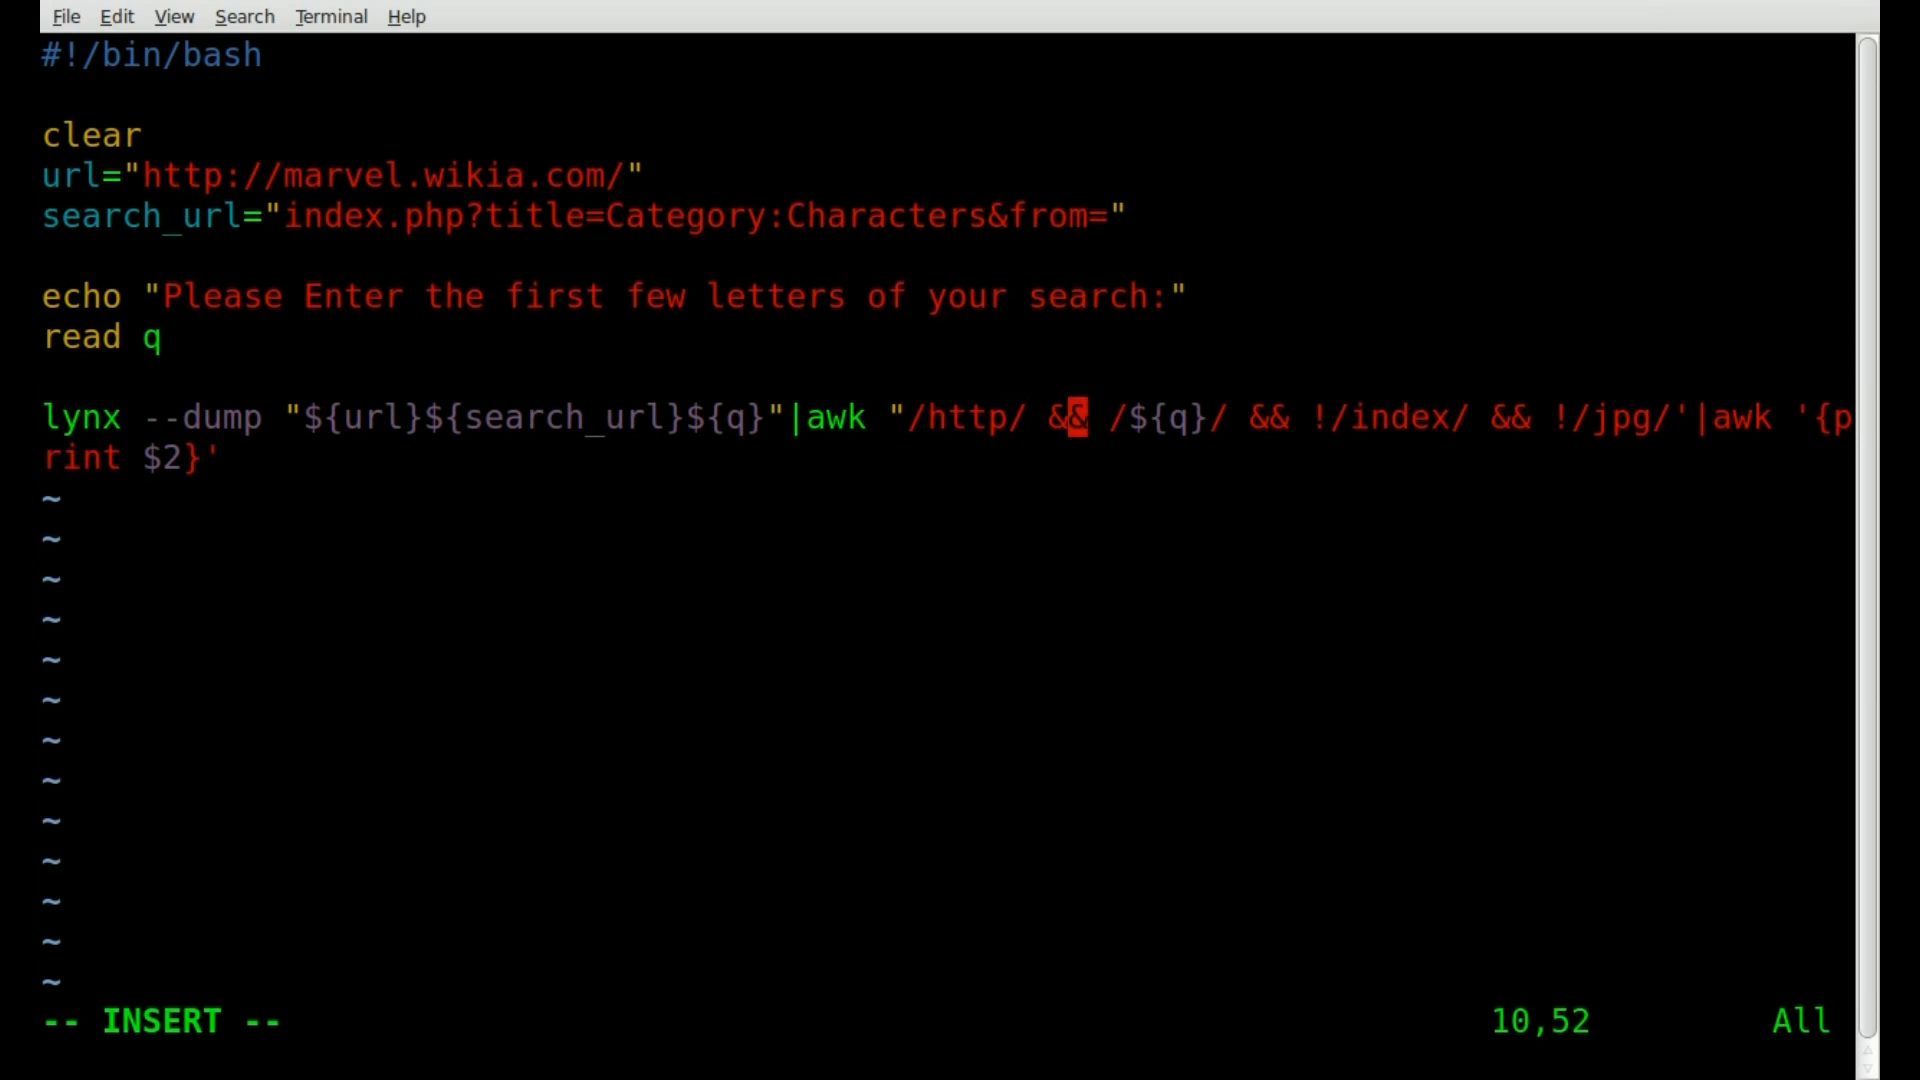 File Edit View Search Terminal Help
#!/bin/bash
clear
url="http://marvel.wikia.com/"
search_url="index.php?title=Category:Characters&from="
echo "Please Enter the first few letters of your search:"
read q
lynx --dump "${url}${search_url}${q}"|awk "/http/ && /${q}/ && !/index/ && !/jpg/'|awk '{p
rint $2}'
~
~
~
~
~
~
~
~
~
~
~
~
~
-- INSERT -- 10,52 All